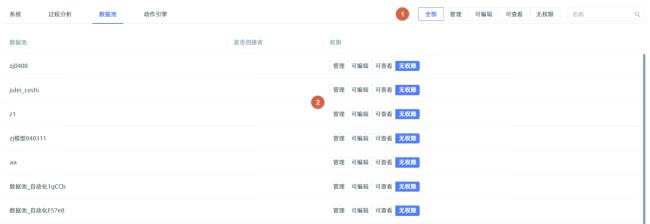 系统 过程分析 数据池 动作引擎 1 全部 管理 可编辑 可查看 无权限 名称
数据池 是否创建者 权限
zj0408 管理 可编辑 可查看 无权限
julei_ceshi 管理 可编辑 可查看 无权限
2
z1 管理 可编辑 可查看 无权限
zj模型040311 管理 可编辑 可查看 无权限
aa 管理 可编辑 可查看 无权限
数据池_自动化1gCCb 管理 可编辑 可查看 无权限
数据池_自动化F57e8 管理 可编辑 可查看 无权限